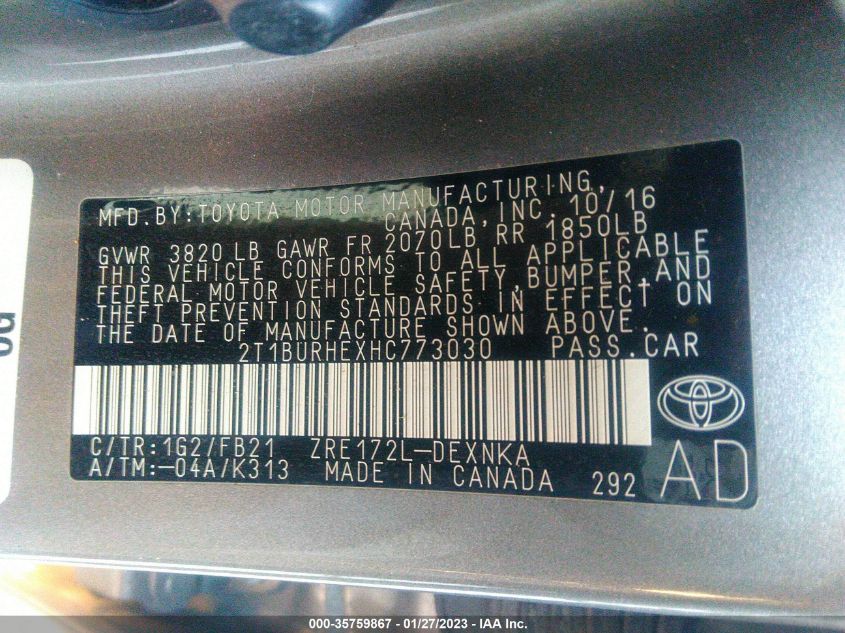 MFD.BY:TOYOTA MOTOR MANUFACTURING,
CANADA,INC. 10/16
GVWR 3820 LB GAWR FR 2070LB RR 1850LB
THIS VEHICLE CONFORMS TO ALL APPLICABLE
FEDERAL MOTOR VEHICLE SAFETY,BUMPER,AND
THEFT PREVENTION STANDARDS IN EFFECT ON
THE DATE OF MANUFACTURE SHOWN ABOVE.
2T1BURHEXHC773030 PASS.CAR
C/TR:1G2/FB21 ZRE172L-DEXNKA
A/TM:-04A/K313 MADE IN CANADA 292
AD
000-35759867 - 01/27/2023 - IAA Inc.